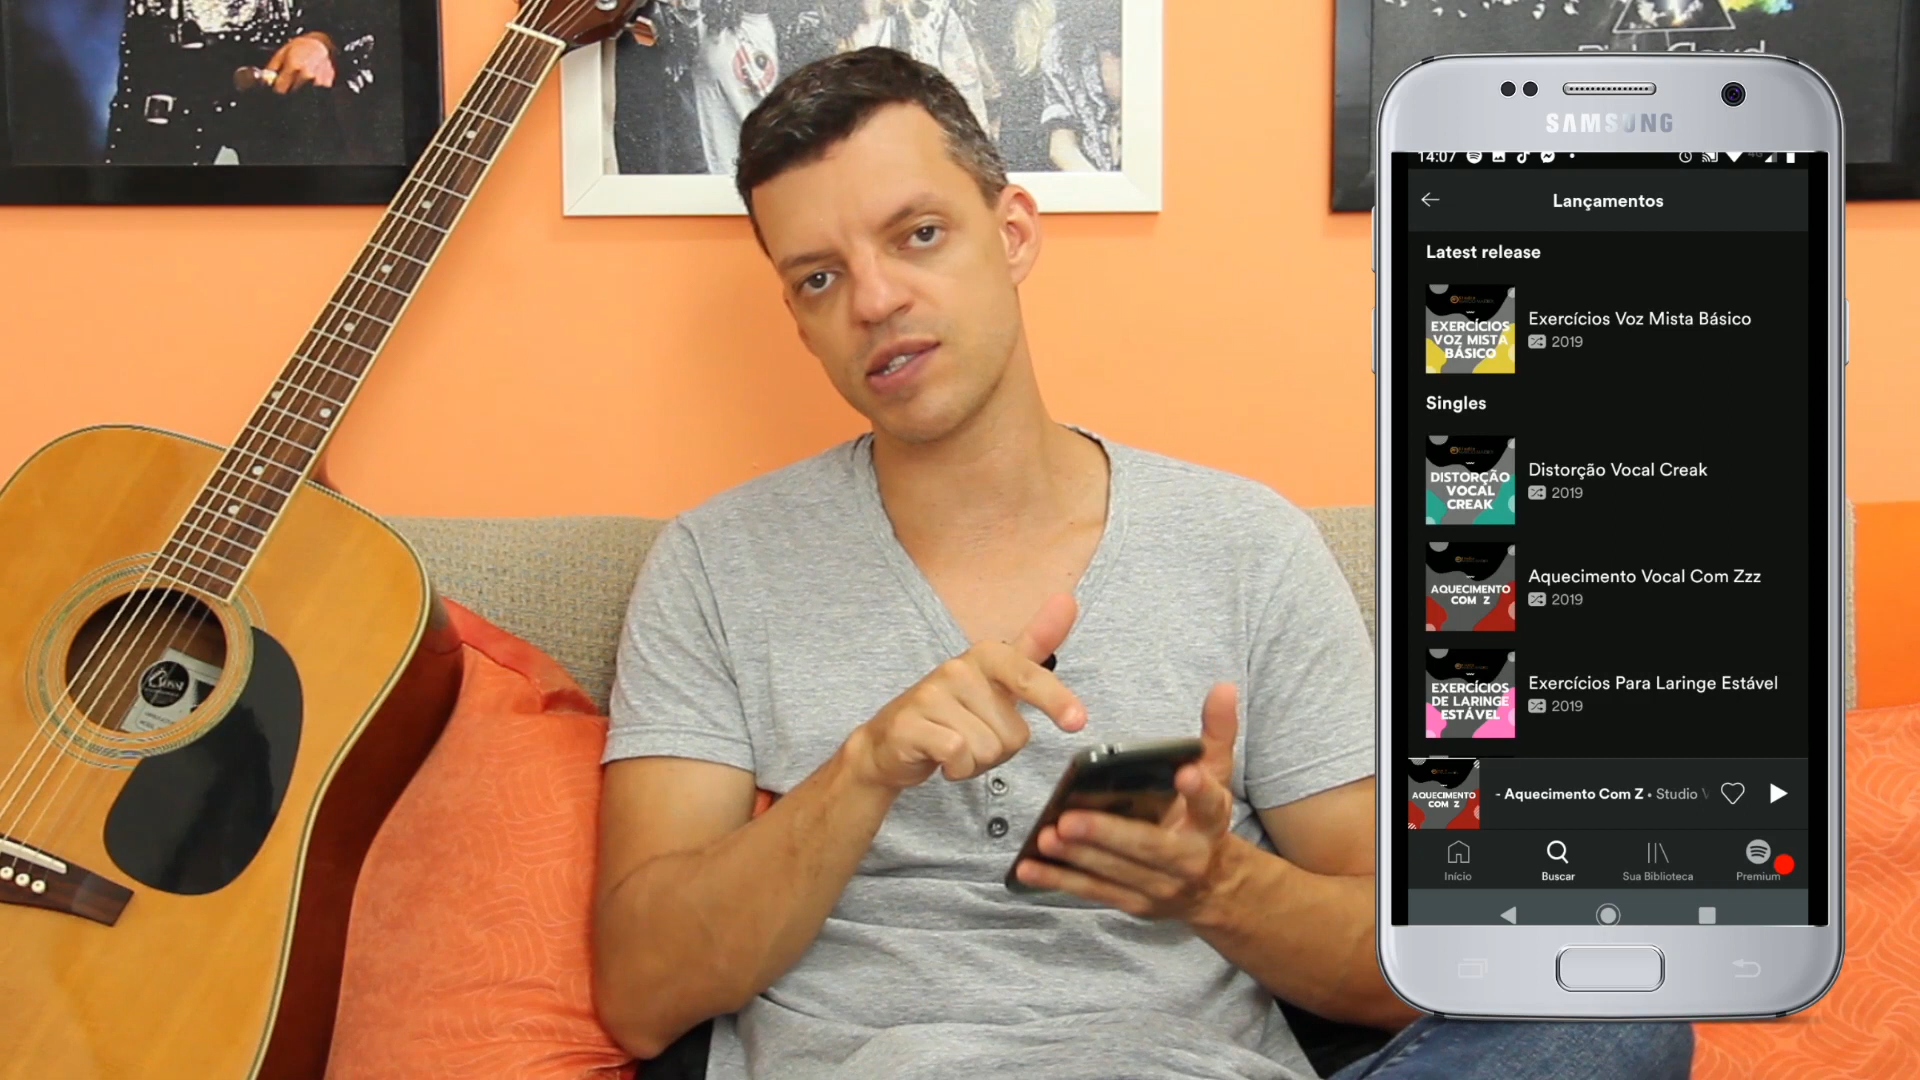 SAMSUNG
14:07
Lançamentos
Latest release
EXERCÍCIOS
VOZ MISTA
BÁSICO
Exercícios Voz Mista Básico
2019
Singles
DISTORÇÃO
VOCAL
CREAK
Distorção Vocal Creak
2019
AQUECIMENTO
COM Z
Aquecimento Vocal Com Zzz
2019
EXERCÍCIOS
DE LARINGE
ESTÁVEL
Exercícios Para Laringe Estável
2019
AQUECIMENTO
COM Z
- Aquecimento Com Z • Studio
Início
Buscar
Sua Biblioteca
Premium